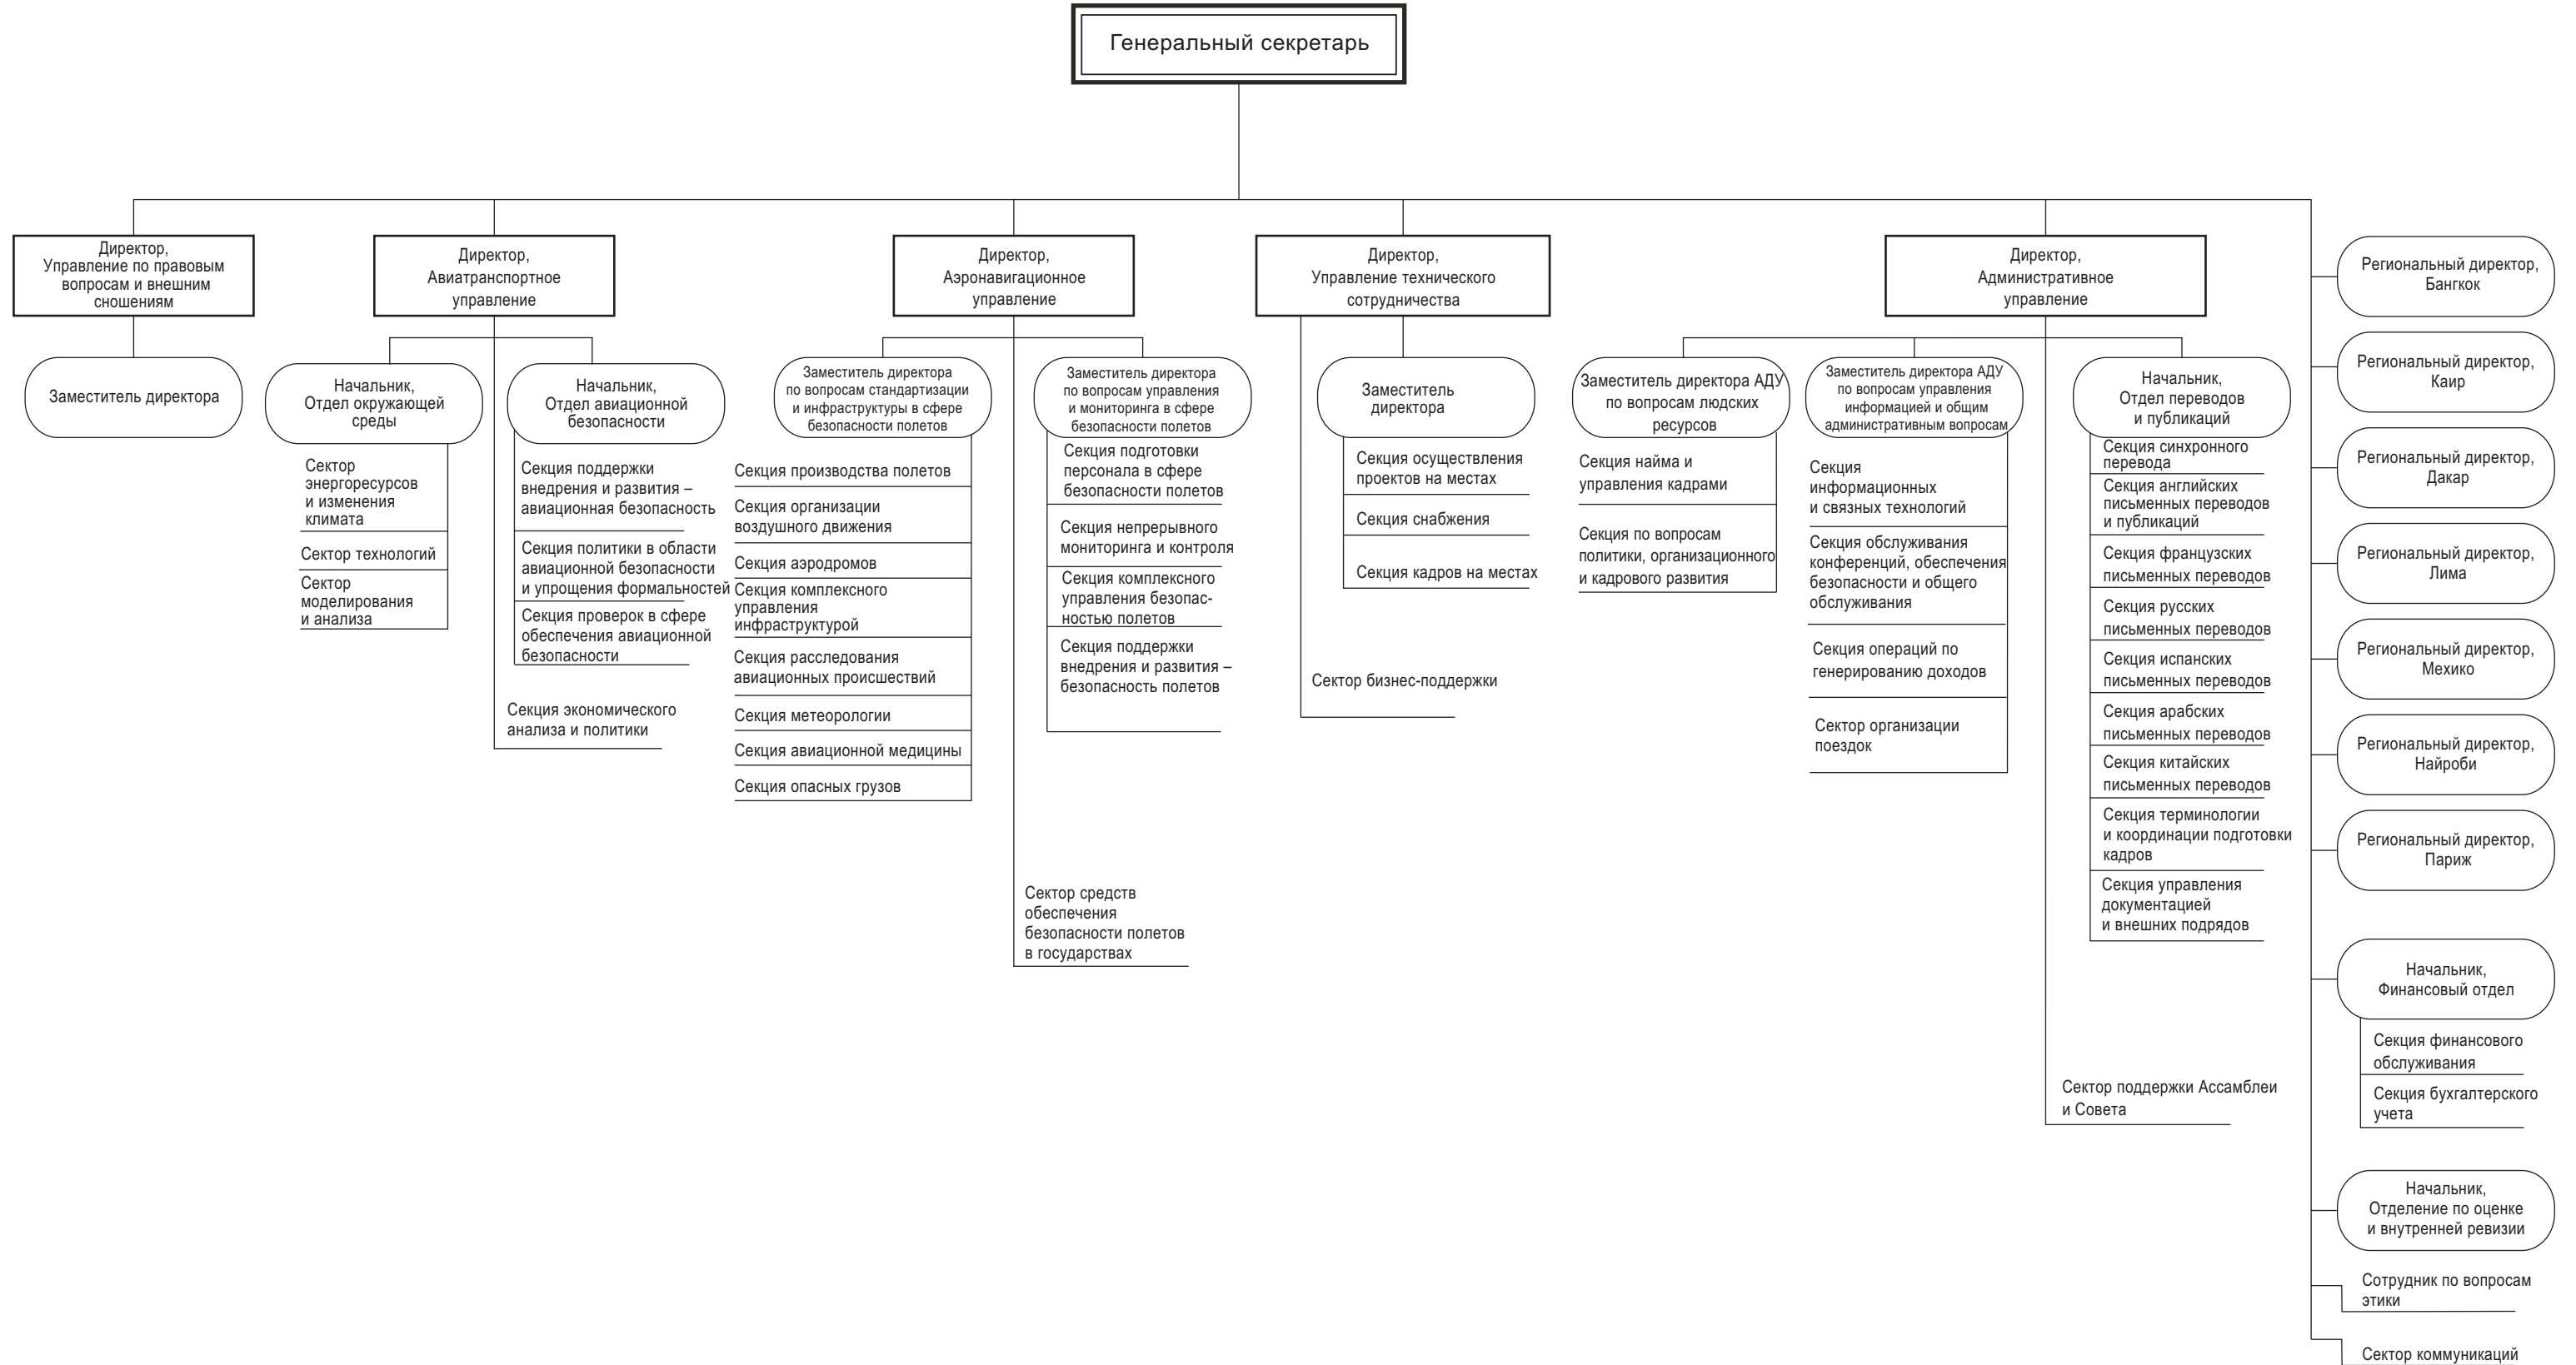 Генеральный секретарь
Директор,
Управление по правовым
вопросам и внешним
сношениям
Заместитель директора
Директор,
Авиатранспортное
управление
Начальник,
Отдел окружающей
среды
Сектор
энергоресурсов
и изменения
климата
Сектор технологий
Сектор
моделирования
и анализа
Начальник,
Отдел авиационной
безопасности
Секция поддержки
внедрения и развития –
авиационная безопасность
Секция политики в области
авиационной безопасности
и упрощения формальностей
Секция проверок в сфере
обеспечения авиационной
безопасности
Секция экономического
анализа и политики
Директор,
Аэронавигационное
управление
Заместитель директора
по вопросам стандартизации
и инфраструктуры в сфере
безопасности полетов
Секция производства полетов
Секция организации
воздушного движения
Секция аэродромов
Секция комплексного
управления
инфраструктурой
Секция расследования
авиационных происшествий
Секция метеорологии
Секция авиационной медицины
Секция опасных грузов
Заместитель директора
по вопросам управления
и мониторинга в сфере
безопасности полетов
Секция подготовки
персонала в сфере
безопасности полетов
Секция непрерывного
мониторинга и контроля
Секция комплексного
управления безопас-
ностью полетов
Секция поддержки
внедрения и развития –
безопасность полетов
Сектор средств
обеспечения
безопасности полетов
в государствах
Директор,
Управление технического
сотрудничества
Заместитель
директора
Секция осуществления
проектов на местах
Секция снабжения
Секция кадров на местах
Сектор бизнес-поддержки
Директор,
Административное
управление
Заместитель директора АДУ
по вопросам людских
ресурсов
Секция найма и
управления кадрами
Секция по вопросам
политики, организационного
и кадрового развития
Заместитель директора АДУ
по вопросам управления
информацией и общим
административным вопросам
Секция
информационных
и связных технологий
Секция обслуживания
конференций, обеспечения
безопасности и общего
обслуживания
Секция операций по
генерированию доходов
Сектор организации
поездок
Начальник,
Отдел переводов
и публикаций
Секция синхронного
перевода
Секция английских
письменных переводов
и публикаций
Секция французских
письменных переводов
Секция русских
письменных переводов
Секция испанских
письменных переводов
Секция арабских
письменных переводов
Секция китайских
письменных переводов
Секция терминологии
и координации подготовки
кадров
Секция управления
документацией
и внешних подрядов
Сектор поддержки Ассамблеи
и Совета
Региональный директор,
Бангкок
Региональный директор,
Каир
Региональный директор,
Дакар
Региональный директор,
Лима
Региональный директор,
Мехико
Региональный директор,
Найроби
Региональный директор,
Париж
Начальник,
Финансовый отдел
Секция финансового
обслуживания
Секция бухгалтерского
учета
Начальник,
Отделение по оценке
и внутренней ревизии
Сотрудник по вопросам
этики
Сектор коммуникаций